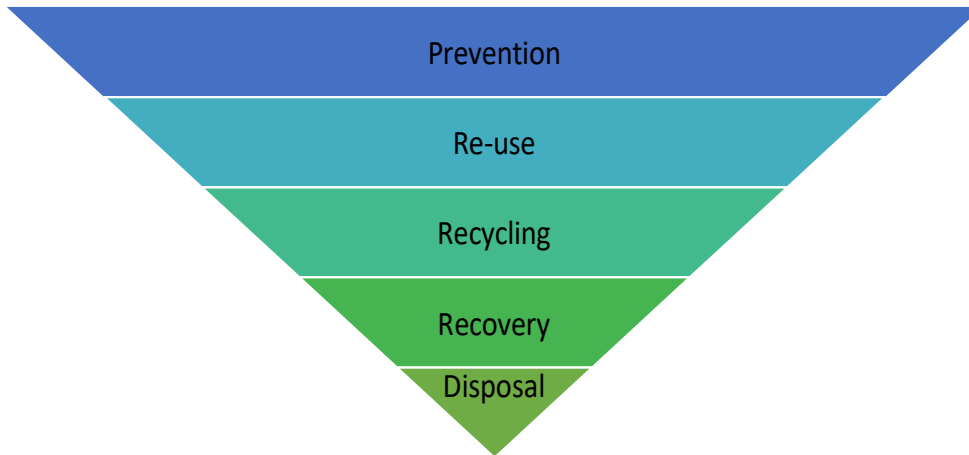 Prevention
Re-use
Recycling
Recovery
Disposal